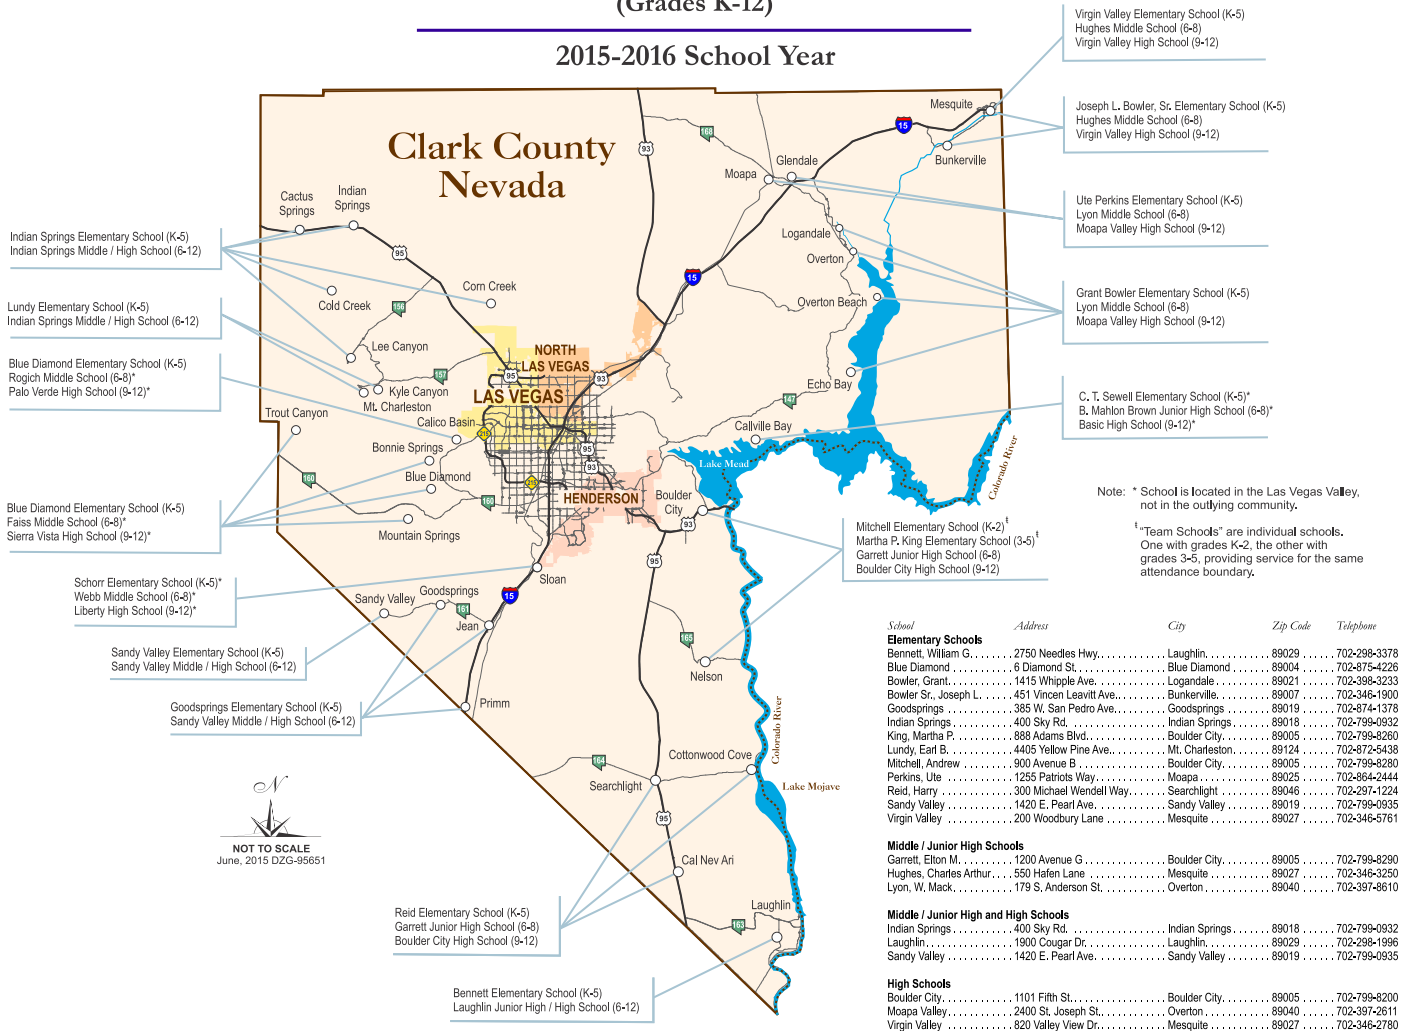 (Grades K-12)
2015-2016 School Year
Clark County
Nevada
Virgin Valley Elementary School (K-5)
Hughes Middle School (6-8)
Virgin Valley High School (9-12)
Joseph L. Bowler, Sr. Elementary School (K-5)
Hughes Middle School (6-8)
Virgin Valley High School (9-12)
Ute Perkins Elementary School (K-5)
Lyon Middle School (6-8)
Moapa Valley High School (9-12)
Grant Bowler Elementary School (K-5)
Lyon Middle School (6-8)
Moapa Valley High School (9-12)
C. T. Sewell Elementary School (K-5)*
B. Mahlon Brown Junior High School (6-8)*
Basic High School (9-12)*
Indian Springs Elementary School (K-5)
Indian Springs Middle / High School (6-12)
Lundy Elementary School (K-5)
Indian Springs Middle / High School (6-12)
Blue Diamond Elementary School (K-5)
Rogich Middle School (6-8)*
Palo Verde High School (9-12)*
Blue Diamond Elementary School (K-5)
Faiss Middle School (6-8)*
Sierra Vista High School (9-12)*
Schorr Elementary School (K-5)*
Webb Middle School (6-8)*
Liberty High School (9-12)*
Sandy Valley Elementary School (K-5)
Sandy Valley Middle / High School (6-12)
Goodsprings Elementary School (K-5)
Sandy Valley Middle / High School (6-12)
Mitchell Elementary School (K-2)ŧ
Martha P. King Elementary School (3-5)ŧ
Garrett Junior High School (6-8)
Boulder City High School (9-12)
Reid Elementary School (K-5)
Garrett Junior High School (6-8)
Boulder City High School (9-12)
Bennett Elementary School (K-5)
Laughlin Junior High / High School (6-12)
Mesquite
Bunkerville
Glendale
Moapa
Logandale
Overton
Overton Beach
Echo Bay
Callville Bay
Cactus
Springs
Indian
Springs
Cold Creek
Corn Creek
Lee Canyon
Kyle Canyon
Mt. Charleston
Trout Canyon
Calico Basin
Bonnie Springs
Blue Diamond
Mountain Springs
NORTH
LAS VEGAS
LAS VEGAS
HENDERSON
Boulder
City
Lake Mead
Colorado River
Sloan
Sandy Valley
Goodsprings
Jean
Primm
Nelson
Cottonwood Cove
Colorado River
Lake Mojave
Searchlight
Cal Nev Ari
Laughlin
168
93
15
95
15
156
157
95
93
147
215
95
93
215
160
160
93
95
15
161
165
164
95
163
N
NOT TO SCALE
June, 2015 DZG-95651
Note: * School is located in the Las Vegas Valley,
not in the outlying community.
ŧ "Team Schools" are individual schools.
One with grades K-2, the other with
grades 3-5, providing service for the same
attendance boundary.
School Address City Zip Code Telephone
Elementary Schools
Bennett, William G. 2750 Needles Hwy. Laughlin. 89029 702-298-3378
Blue Diamond 6 Diamond St. Blue Diamond 89004 702-875-4226
Bowler, Grant. 1415 Whipple Ave. Logandale 89021 702-398-3233
Bowler Sr., Joseph L. 451 Vincen Leavitt Ave. Bunkerville. 89007 702-346-1900
Goodsprings 385 W. San Pedro Ave. Goodsprings 89019 702-874-1378
Indian Springs 400 Sky Rd. Indian Springs 89018 702-799-0932
King, Martha P. 888 Adams Blvd. Boulder City. 89005 702-799-8260
Lundy, Earl B. 4405 Yellow Pine Ave. Mt. Charleston. 89124 702-872-5438
Mitchell, Andrew 900 Avenue B Boulder City. 89005 702-799-8280
Perkins, Ute 1255 Patriots Way Moapa. 89025 702-864-2444
Reid, Harry 300 Michael Wendell Way Searchlight 89046 702-297-1224
Sandy Valley 1420 E. Pearl Ave. Sandy Valley 89019 702-799-0935
Virgin Valley 200 Woodbury Lane Mesquite 89027 702-346-5761
Middle / Junior High Schools
Garrett, Elton M. 1200 Avenue G Boulder City. 89005 702-799-8290
Hughes, Charles Arthur 550 Hafen Lane Mesquite 89027 702-346-3250
Lyon, W. Mack. 179 S. Anderson St. Overton 89040 702-397-8610
Middle / Junior High and High Schools
Indian Springs 400 Sky Rd. Indian Springs 89018 702-799-0932
Laughlin 1900 Cougar Dr. Laughlin. 89029 702-298-1996
Sandy Valley 1420 E. Pearl Ave. Sandy Valley 89019 702-799-0935
High Schools
Boulder City 1101 Fifth St. Boulder City. 89005 702-799-8200
Moapa Valley 2400 St. Joseph St. Overton 89040 702-397-2611
Virgin Valley 820 Valley View Dr. Mesquite 89027 702-346-2780